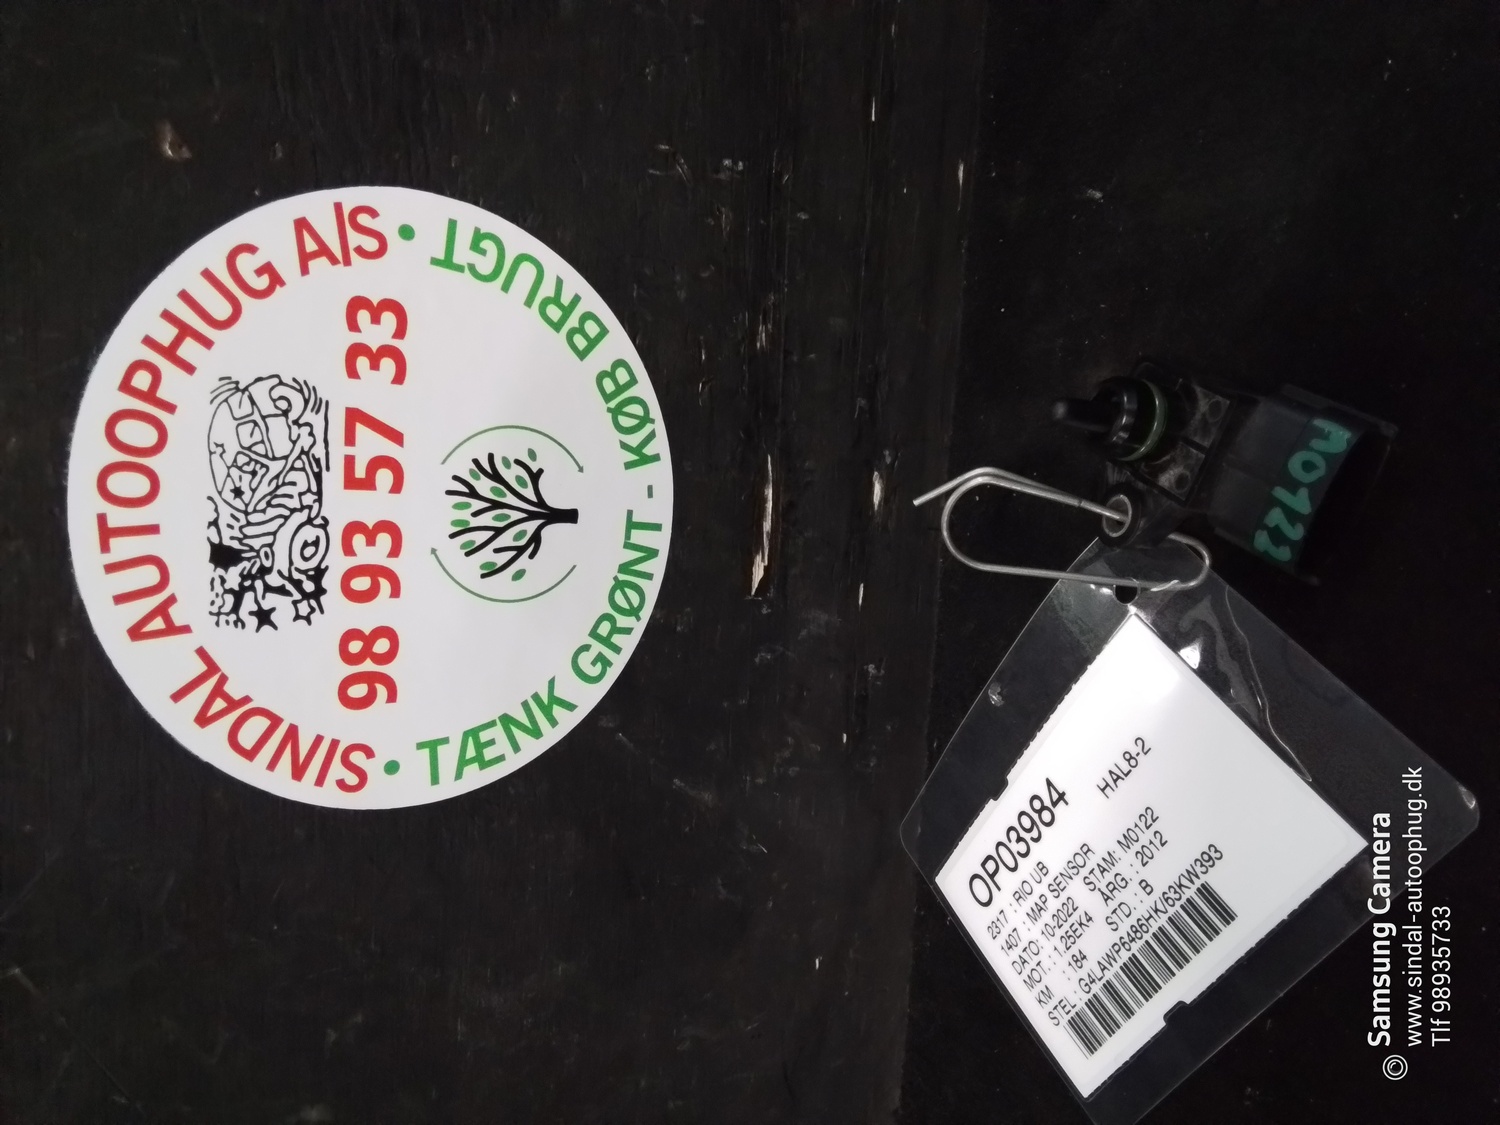 SINDAL AUTOOPHUG A/S
98 93 57 33
TÆNK GRØNT - KØB BRUGT
M0122
OP03984
HAL8-2
2317 : RIO UB
1407 : MAP SENSOR
DATO: 10-2022 STAM: M0122
MOT. : 1.25EK4 ÅRG. : 2012
KM : 184 STD. : B
STEL : G4LAWP6486HK/63KW393
© Samsung Camera
www.sindal-autoophug.dk
Tlf 98935733